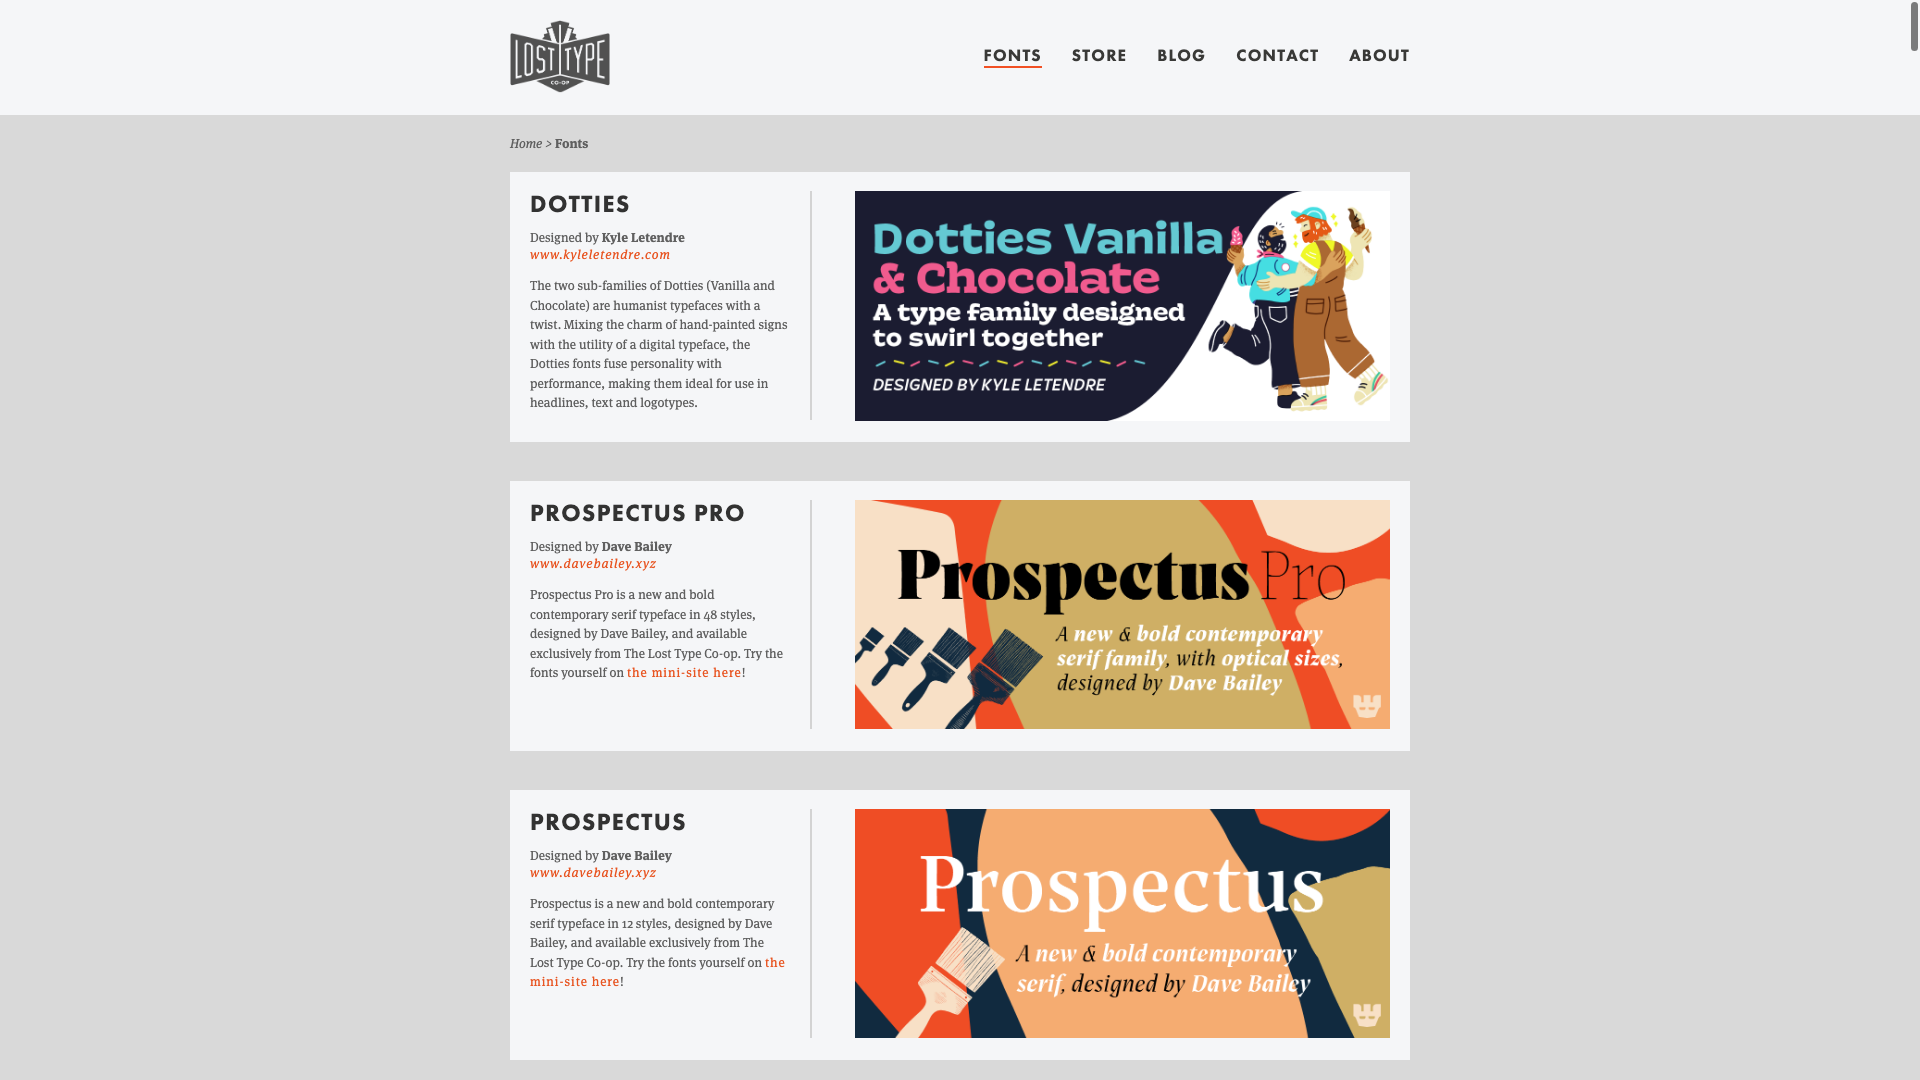 LOST TYPE
CO-OP
FONTS STORE BLOG CONTACT ABOUT
Home > Fonts
DOTTIES
Designed by Kyle Letendre
www.kyleletendre.com
The two sub-families of Dotties (Vanilla and
Chocolate) are humanist typefaces with a
twist. Mixing the charm of hand-painted signs
with the utility of a digital typeface, the
Dotties fonts fuse personality with
performance, making them ideal for use in
headlines, text and logotypes.
Dotties Vanilla
& Chocolate
A type family designed
to swirl together
DESIGNED BY KYLE LETENDRE
PROSPECTUS PRO
Designed by Dave Bailey
www.davebailey.xyz
Prospectus Pro is a new and bold
contemporary serif typeface in 48 styles,
designed by Dave Bailey, and available
exclusively from The Lost Type Co-op. Try the
fonts yourself on the mini-site here!
Prospectus Pro
A new & bold contemporary
serif family, with optical sizes,
designed by Dave Bailey
PROSPECTUS
Designed by Dave Bailey
www.davebailey.xyz
Prospectus is a new and bold contemporary
serif typeface in 12 styles, designed by Dave
Bailey, and available exclusively from The
Lost Type Co-op. Try the fonts yourself on the
mini-site here!
Prospectus
A new & bold contemporary
serif, designed by Dave Bailey